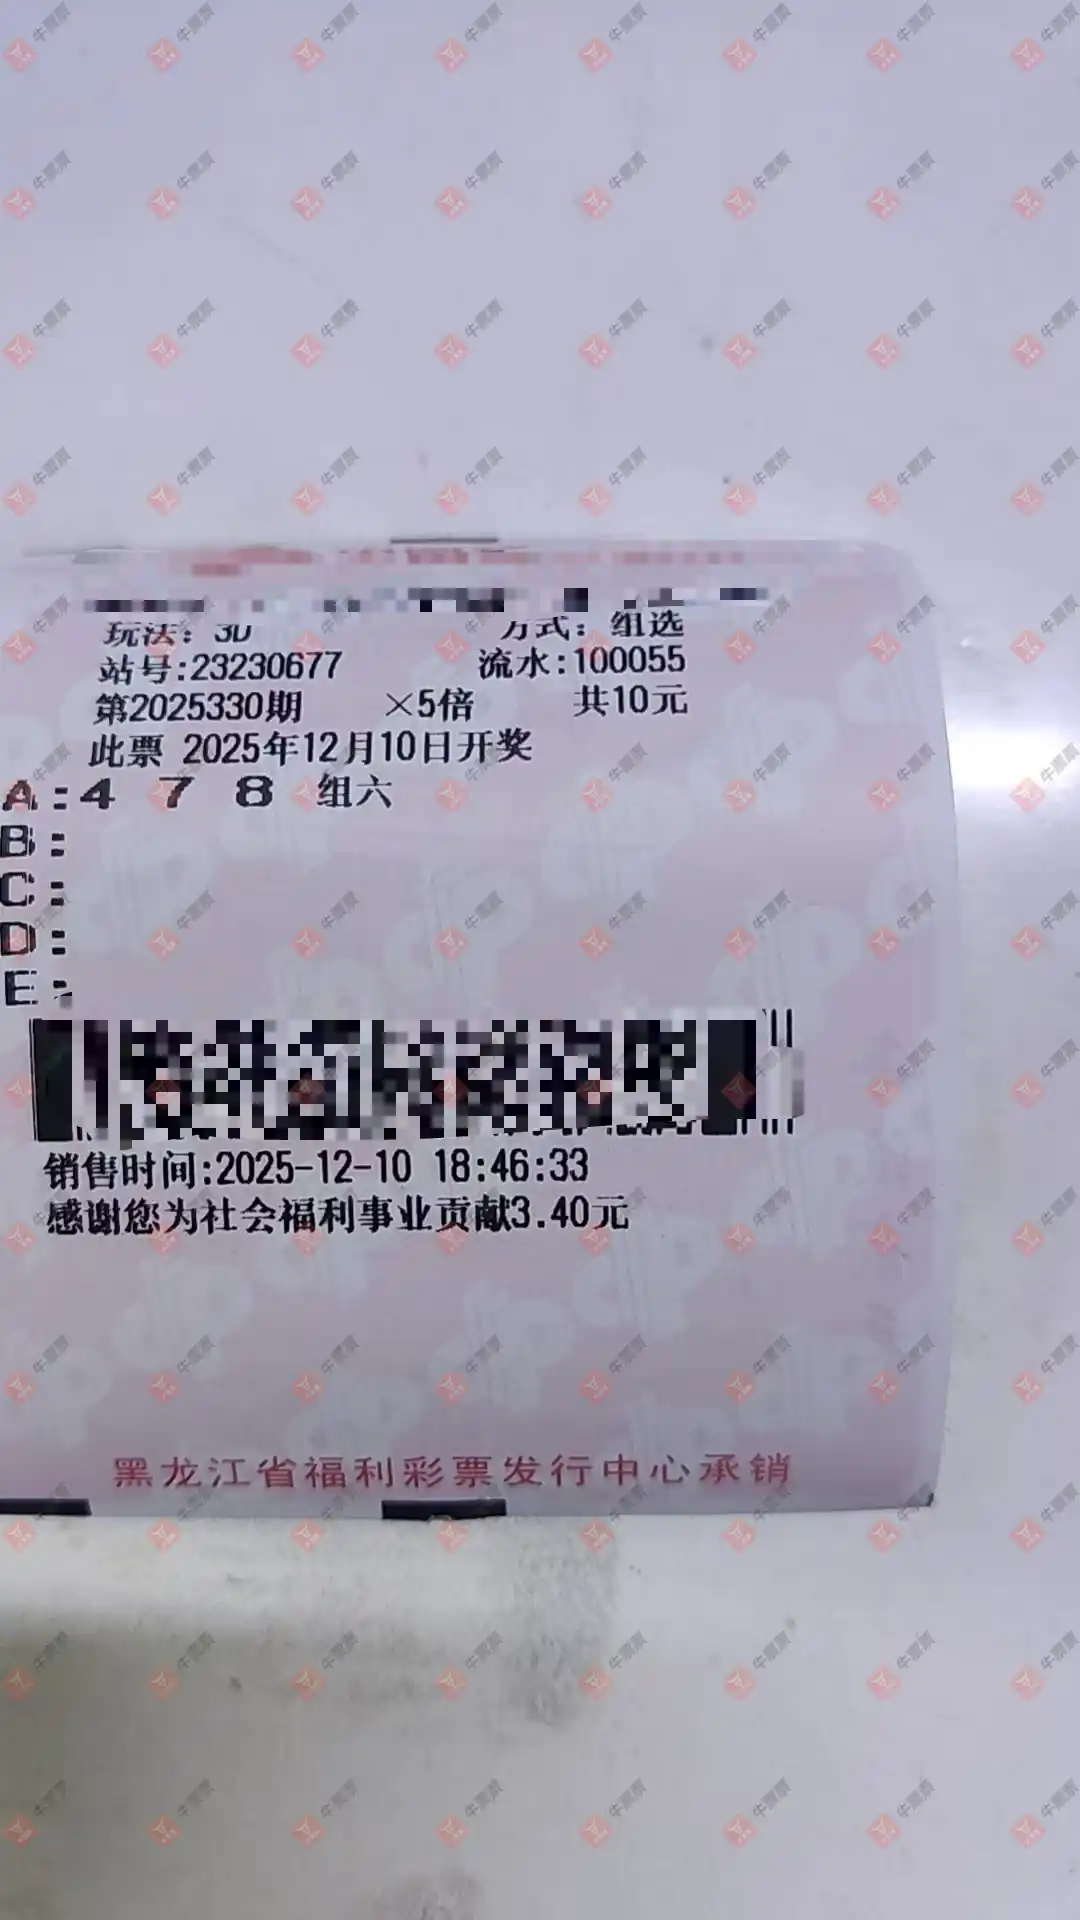 玩法: 3D 方式: 组选
站号:23230677 流水:100055
第2025330期 ×5倍 共10元
此票 2025年12月10日开奖
A:4 7 8 组六
B:
C:
D:
E:
销售时间:2025-12-10 18:46:33
感谢您为社会福利事业贡献3.40元
黑龙江省福利彩票发行中心承销